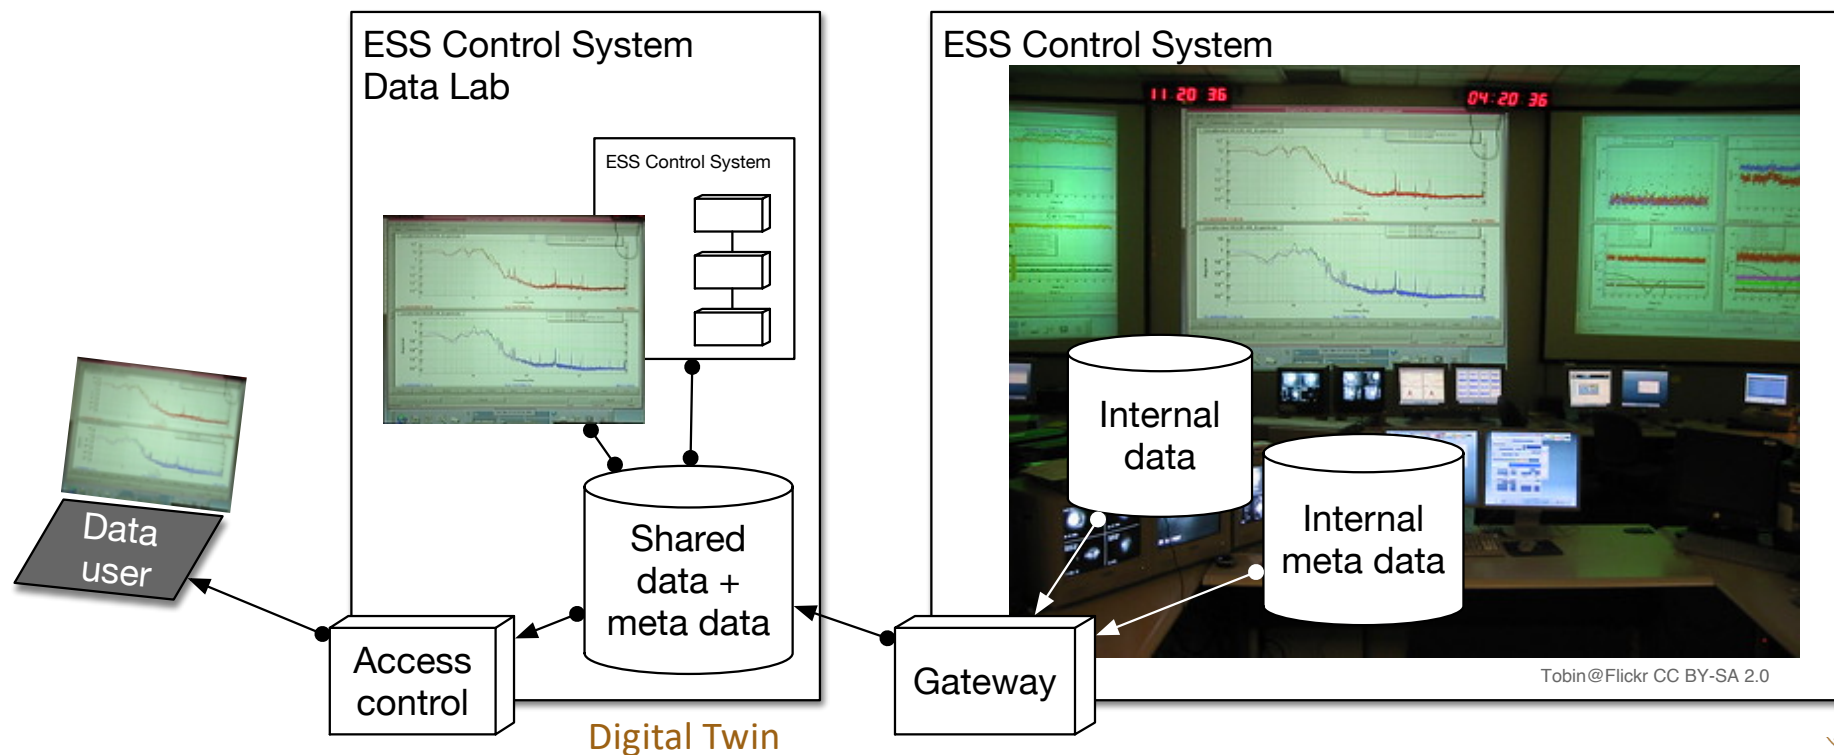 ESS Control System
Data Lab
ESS Control System
Data
user
Shared
data +
meta data
Access
control
Digital Twin
ESS Control System
11:20 36
04:20 36
Internal
data
Internal
meta data
Gateway
Tobin@Flickr CC BY-SA 2.0